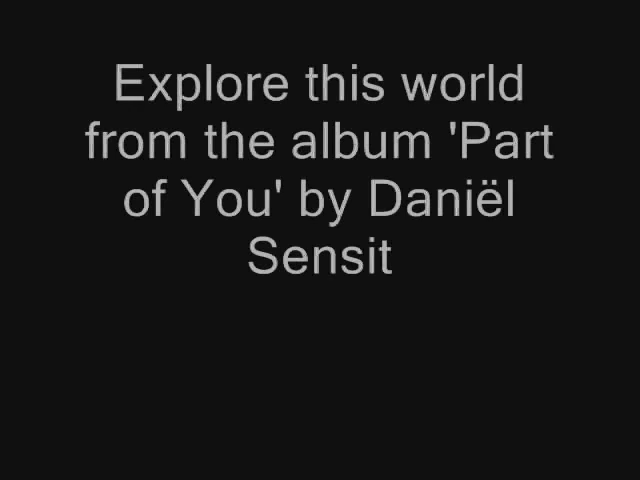 Explore this world
from the album 'Part
of You' by Daniël
Sensit